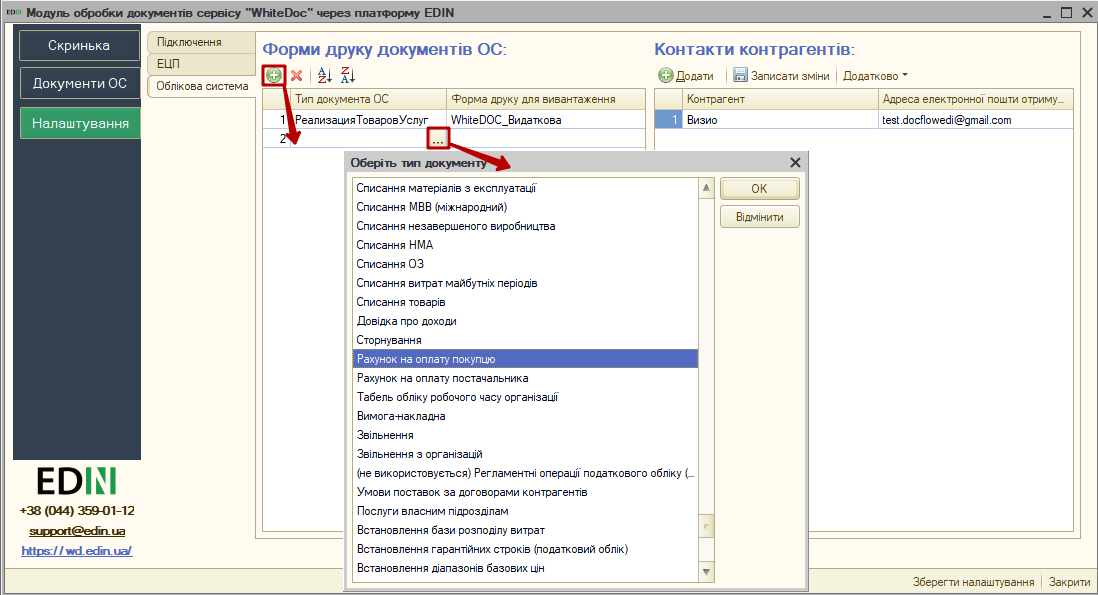 EDIN Модуль обробки документів сервісу "WhiteDoc" через платформу EDIN
Скринька
Документи ОС
Налаштування
Підключення
ЕЦП
Облікова система
Форми друку документів ОС:
Тип документа ОС Форма друку для вивантаження
1 РеализацияТоваровУслуг WhiteDOC_Видаткова
2 ...
Контакти контрагентів:
Додати Записати зміни Додатково
Контрагент Адреса електронної пошти отриму...
1 Визио test.docflowedi@gmail.com
Оберіть тип документу
Списання матеріалів з експлуатації
Списання МВВ (міжнародний)
Списання незавершеного виробництва
Списання НМА
Списання ОЗ
Списання витрат майбутніх періодів
Списання товарів
Довідка про доходи
Сторнування
Рахунок на оплату покупцю
Рахунок на оплату постачальника
Табель обліку робочого часу організації
Вимога-накладна
Звільнення
Звільнення з організацій
(не використовується) Регламентні операції податкового обліку (...
Умови поставок за договорами контрагентів
Послуги власним підрозділам
Встановлення бази розподілу витрат
Встановлення гарантійних строків (податковий облік)
Встановлення діапазонів базових цін
OK
Відмінити
EDIN
+38 (044) 359-01-12
support@edin.ua
https://wd.edin.ua/
Зберегти налаштування Закрити